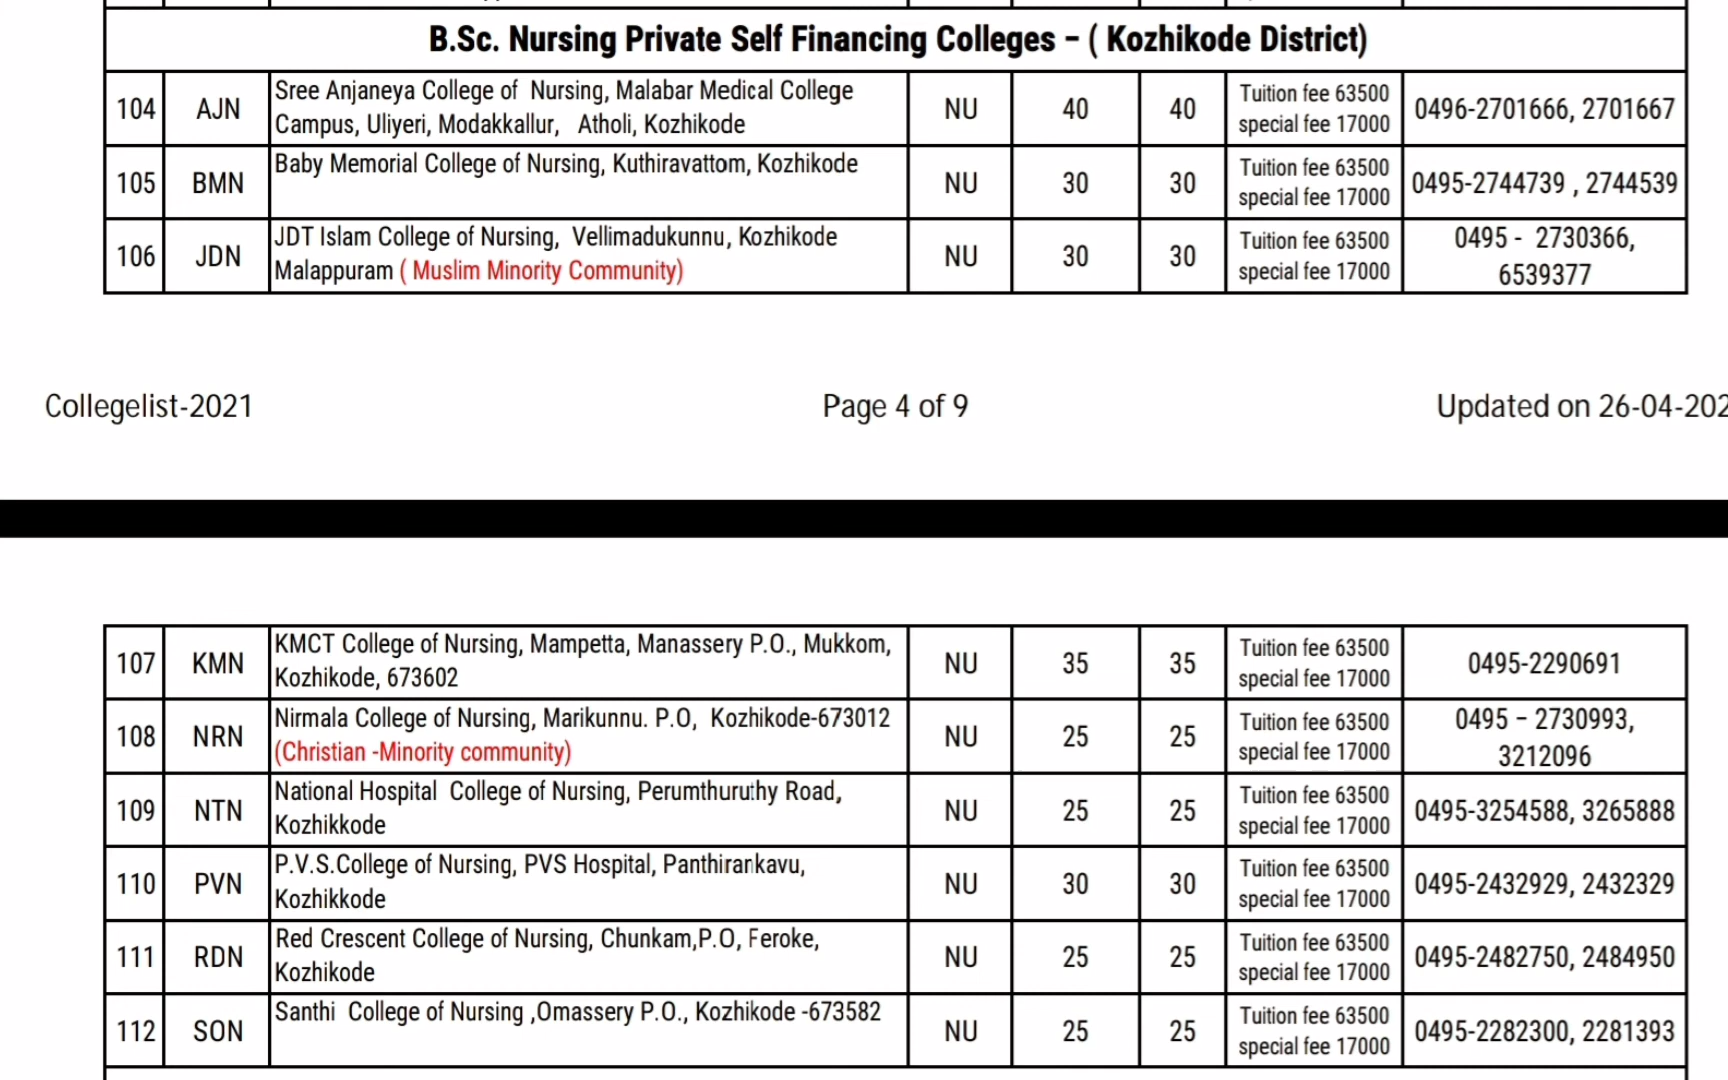 B.Sc. Nursing Private Self Financing Colleges – ( Kozhikode District)
104 AJN Sree Anjaneya College of Nursing, Malabar Medical College Campus, Uliyeri, Modakkallur, Atholi, Kozhikode NU 40 40 Tuition fee 63500 special fee 17000 0496-2701666, 2701667
105 BMN Baby Memorial College of Nursing, Kuthiravattom, Kozhikode NU 30 30 Tuition fee 63500 special fee 17000 0495-2744739 , 2744539
106 JDN JDT Islam College of Nursing, Vellimadukunnu, Kozhikode Malappuram ( Muslim Minority Community) NU 30 30 Tuition fee 63500 special fee 17000 0495 - 2730366, 6539377
Collegelist-2021 Page 4 of 9 Updated on 26-04-202
107 KMN KMCT College of Nursing, Mampetta, Manassery P.O., Mukkom, Kozhikode, 673602 NU 35 35 Tuition fee 63500 special fee 17000 0495-2290691
108 NRN Nirmala College of Nursing, Marikunnu. P.O, Kozhikode-673012 (Christian -Minority community) NU 25 25 Tuition fee 63500 special fee 17000 0495 – 2730993, 3212096
109 NTN National Hospital College of Nursing, Perumthuruthy Road, Kozhikkode NU 25 25 Tuition fee 63500 special fee 17000 0495-3254588, 3265888
110 PVN P.V.S.College of Nursing, PVS Hospital, Panthirankavu, Kozhikkode NU 30 30 Tuition fee 63500 special fee 17000 0495-2432929, 2432329
111 RDN Red Crescent College of Nursing, Chunkam,P.O, Feroke, Kozhikode NU 25 25 Tuition fee 63500 special fee 17000 0495-2482750, 2484950
112 SON Santhi College of Nursing ,Omassery P.O., Kozhikode -673582 NU 25 25 Tuition fee 63500 special fee 17000 0495-2282300, 2281393